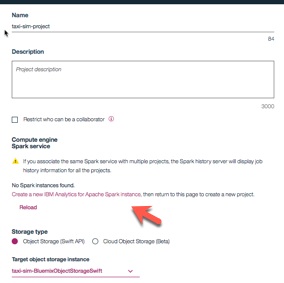 Name
taxi-sim-project
84
Description
Project description
3000
Restrict who can be a collaborator
Compute engine
Spark service
If you associate the same Spark service with multiple projects, the Spark history server will display job
history information for all the projects.
No Spark instances found.
Create a new IBM Analytics for Apache Spark instance, then return to this page to create a new project.
Reload
Storage type
Object Storage (Swift API)
Cloud Object Storage (Beta)
Target object storage instance
taxi-sim-BluemixObjectStorageSwift